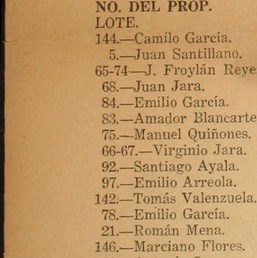 NO. DEL PROP.
LOTE.
144.—Camilo García.
5.—Juan Santillano.
65-74—J. Froylán Reye
68.—Juan Jara.
84.—Emilio García.
83.—Amador Blancarte
75.—Manuel Quiñones.
66-67.—Virginio Jara.
92.—Santiago Ayala.
97.—Emilio Arreola.
142.—Tomás Valenzuela.
78.—Emilio García.
21.—Román Mena.
146.—Marciano Flores.